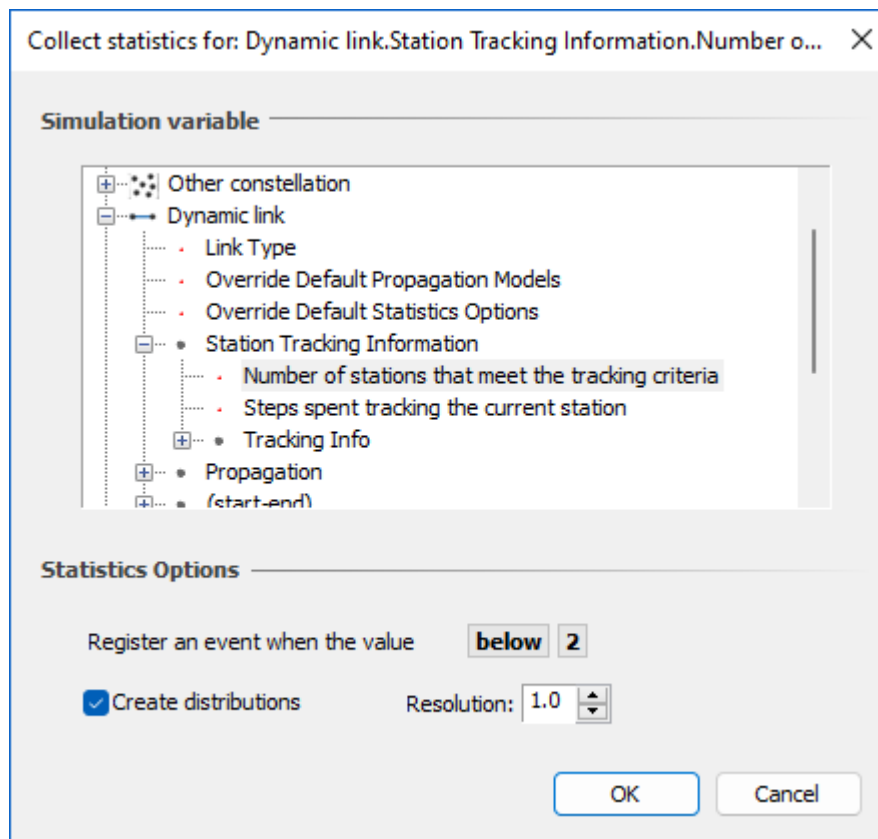 Collect statistics for: Dynamic link.Station Tracking Information.Number o...
Simulation variable
Other constellation
Dynamic link
Link Type
Override Default Propagation Models
Override Default Statistics Options
Station Tracking Information
Number of stations that meet the tracking criteria
Steps spent tracking the current station
Tracking Info
Propagation
(start-end)
Statistics Options
Register an event when the value below 2
Create distributions Resolution: 1.0
OK Cancel